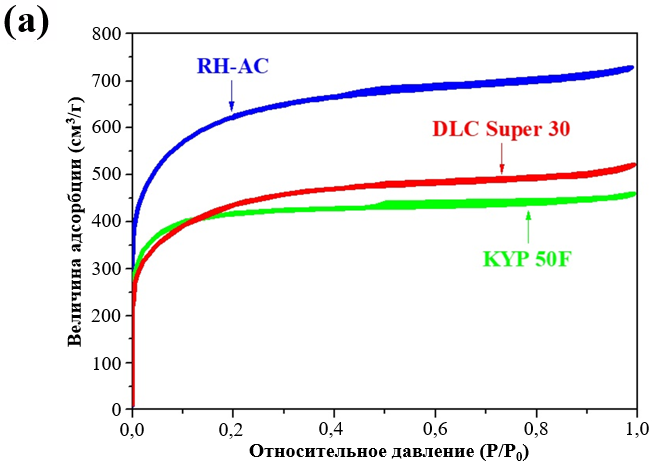 (a)
800
700
600
500
400
300
200
100
0
Величина адсорбции (см³/г)
RH-AC
DLC Super 30
KYP 50F
0,0 0,2 0,4 0,6 0,8 1,0
Относительное давление (P/P₀)